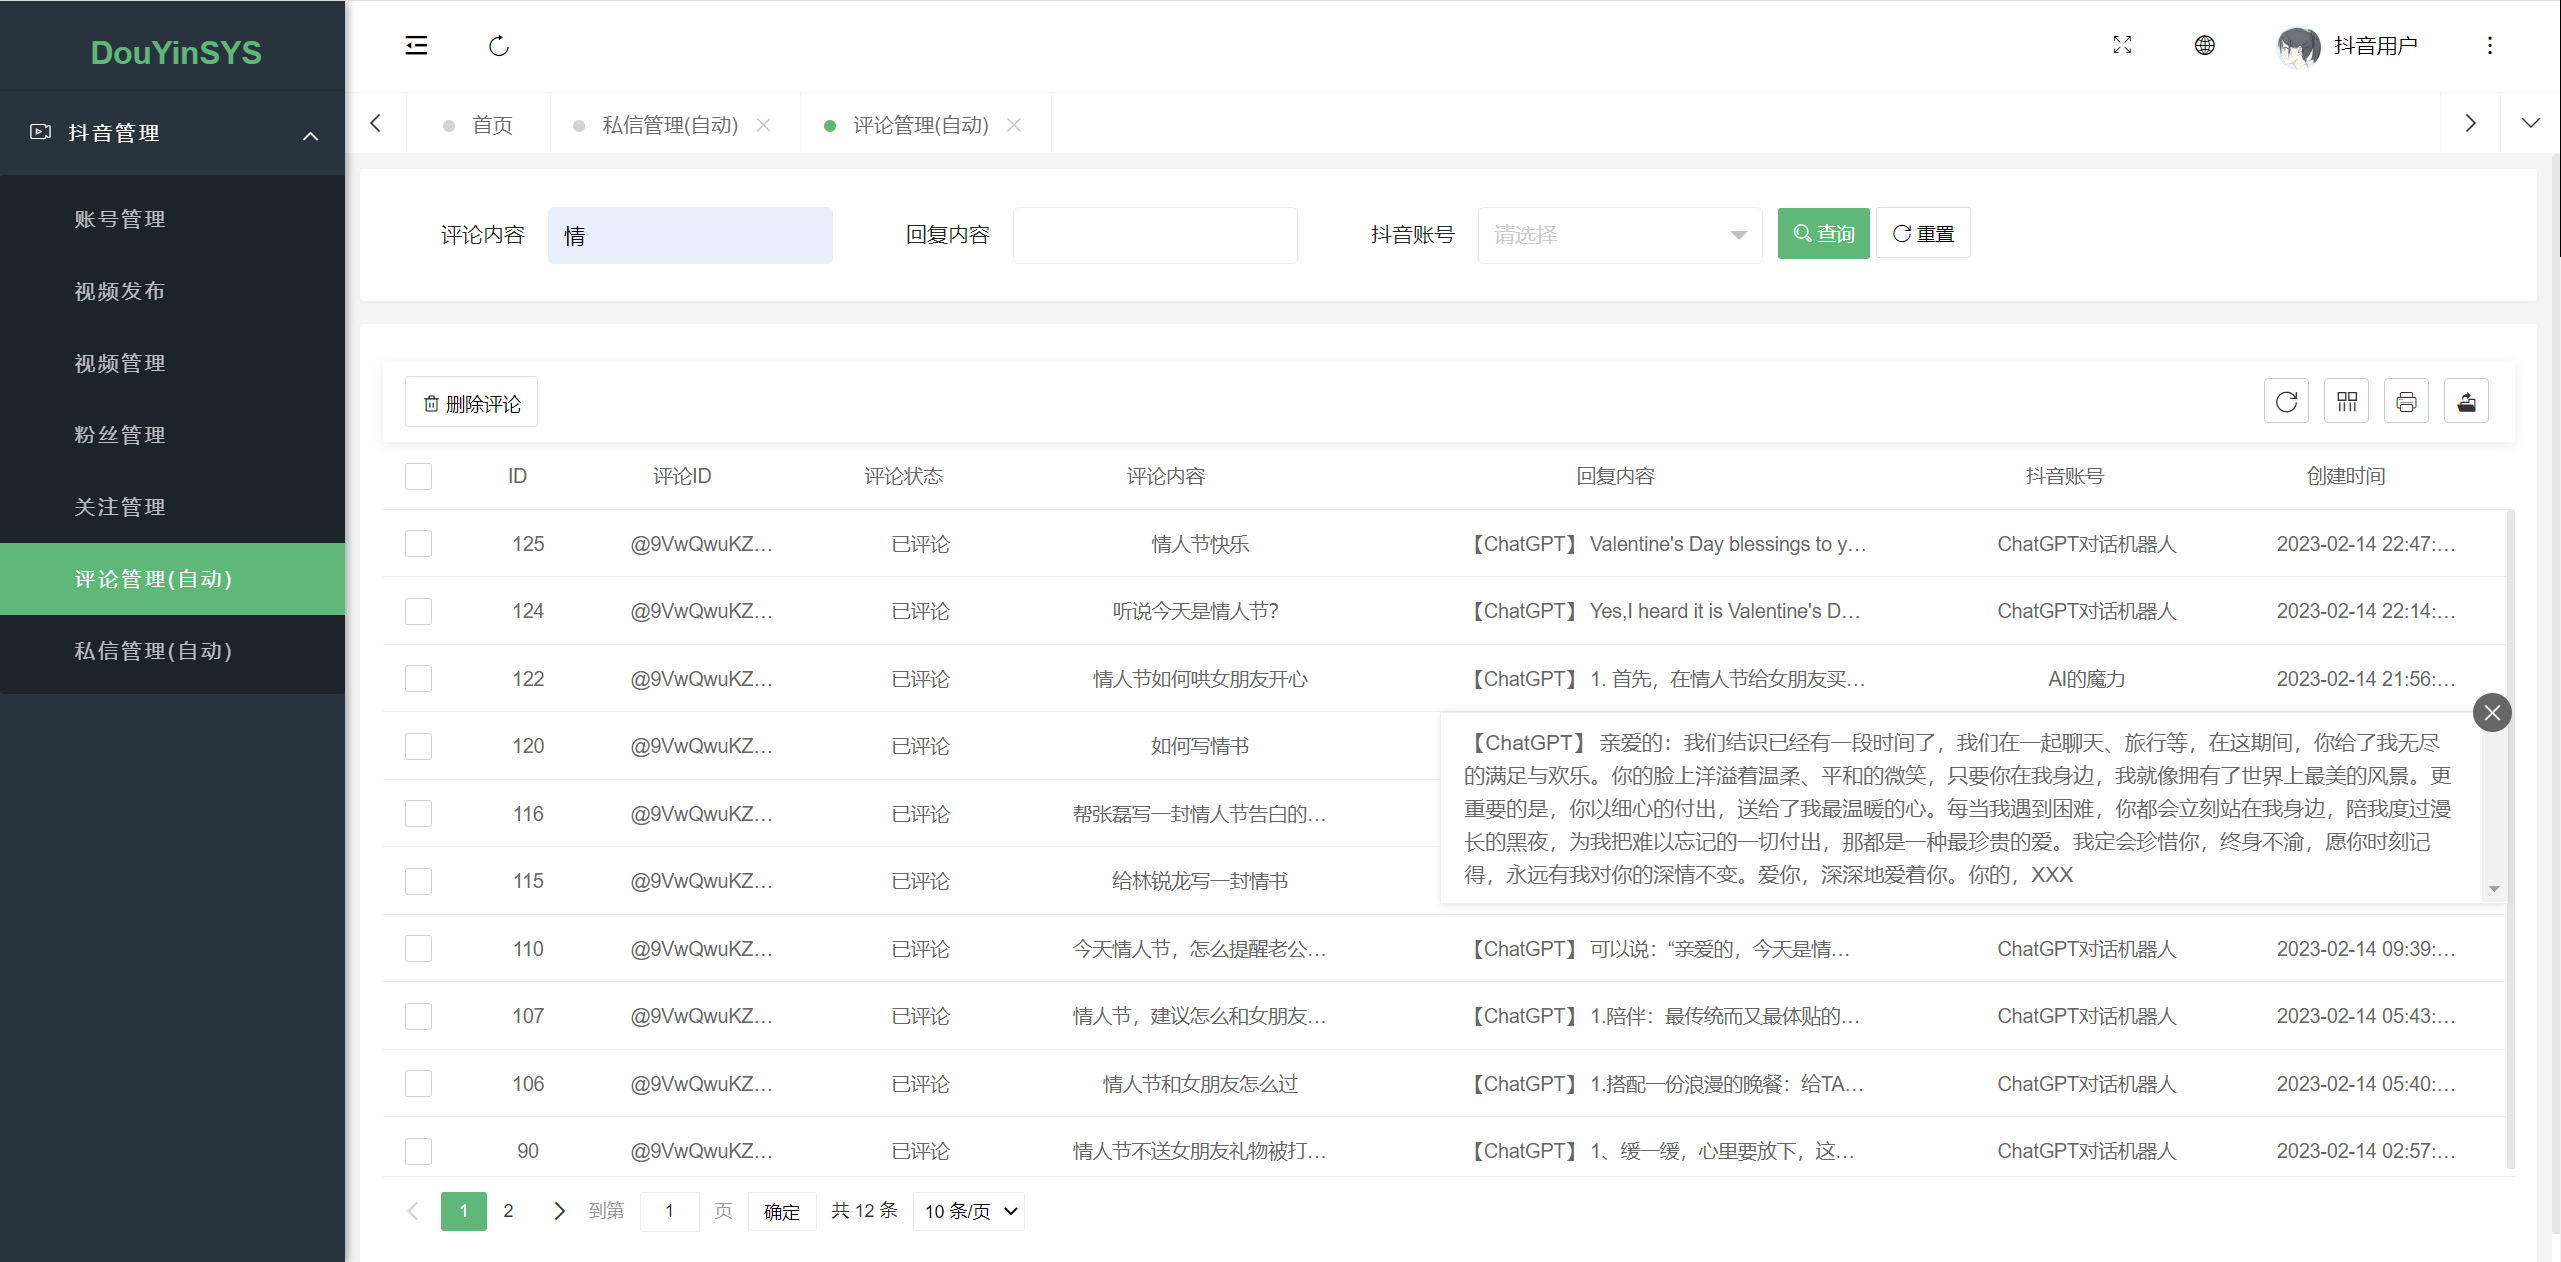 DouYinSYS
抖音用户
抖音管理
首页
私信管理(自动)
评论管理(自动)
账号管理
视频发布
视频管理
粉丝管理
关注管理
评论管理(自动)
私信管理(自动)
评论内容 情 回复内容 抖音账号 请选择 查询 重置
删除评论
ID 评论ID 评论状态 评论内容 回复内容 抖音账号 创建时间
125 @9VwQwuKZ... 已评论 情人节快乐 【ChatGPT】 Valentine's Day blessings to y... ChatGPT对话机器人 2023-02-14 22:47:...
124 @9VwQwuKZ... 已评论 听说今天是情人节? 【ChatGPT】 Yes,I heard it is Valentine's D... ChatGPT对话机器人 2023-02-14 22:14:...
122 @9VwQwuKZ... 已评论 情人节如何哄女朋友开心 【ChatGPT】 1. 首先，在情人节给女朋友买... AI的魔力 2023-02-14 21:56:...
120 @9VwQwuKZ... 已评论 如何写情书
116 @9VwQwuKZ... 已评论 帮张磊写一封情人节告白的...
115 @9VwQwuKZ... 已评论 给林锐龙写一封情书
【ChatGPT】 亲爱的：我们结识已经有一段时间了，我们在一起聊天、旅行等，在这期间，你给了我无尽
的满足与欢乐。你的脸上洋溢着温柔、平和的微笑，只要你在我身边，我就像拥有了世界上最美的风景。更
重要的是，你以细心的付出，送给了我最温暖的心。每当我遇到困难，你都会立刻站在我身边，陪我度过漫
长的黑夜，为我把难以忘记的一切付出，那都是一种最珍贵的爱。我定会珍惜你，终身不渝，愿你时刻记
得，永远有我对你的深情不变。爱你，深深地爱着你。你的，XXX
110 @9VwQwuKZ... 已评论 今天情人节，怎么提醒老公... 【ChatGPT】 可以说：“亲爱的，今天是情... ChatGPT对话机器人 2023-02-14 09:39:...
107 @9VwQwuKZ... 已评论 情人节，建议怎么和女朋友... 【ChatGPT】 1.陪伴：最传统而又最体贴的... ChatGPT对话机器人 2023-02-14 05:43:...
106 @9VwQwuKZ... 已评论 情人节和女朋友怎么过 【ChatGPT】 1.搭配一份浪漫的晚餐：给TA... ChatGPT对话机器人 2023-02-14 05:40:...
90 @9VwQwuKZ... 已评论 情人节不送女朋友礼物被打... 【ChatGPT】 1、缓一缓，心里要放下，这... ChatGPT对话机器人 2023-02-14 02:57:...
1 2 到第 1 页 确定 共 12 条 10 条/页